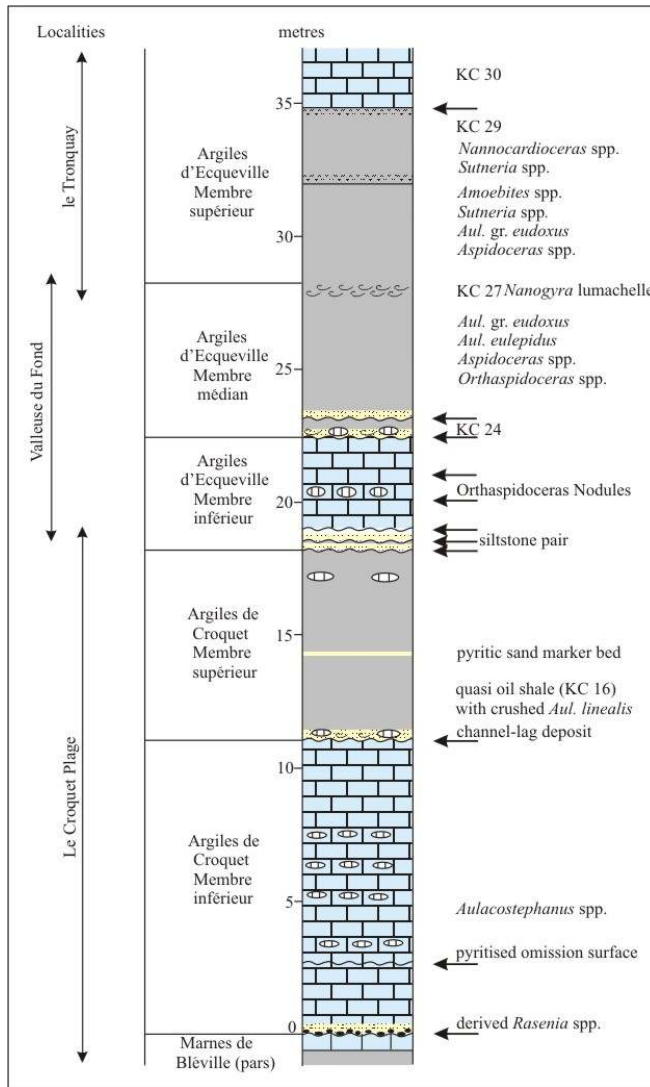 Localities
metres
le Tronquay
Valleuse du Fond
Le Croquet Plage
Argiles
d'Ecqueville
Membre
supérieur
Argiles
d'Ecqueville
Membre
médian
Argiles
d'Ecqueville
Membre
inférieur
Argiles de
Croquet
Membre
supérieur
Argiles de
Croquet
Membre
inférieur
Marnes de
Bléville (pars)
35
30
25
20
15
10
5
0
KC 30
KC 29
Nannocardioceras spp.
Sutneria spp.
Amoebites spp.
Sutneria spp.
Aul. gr. eudoxus
Aspidoceras spp.
KC 27 Nanogyra lumachelle
Aul. gr. eudoxus
Aul. eulepidus
Aspidoceras spp.
Orthaspidoceras spp.
KC 24
Orthaspidoceras Nodules
siltstone pair
pyritic sand marker bed
quasi oil shale (KC 16)
with crushed Aul. linealis
channel-lag deposit
Aulacostephanus spp.
pyritised omission surface
derived Rasenia spp.